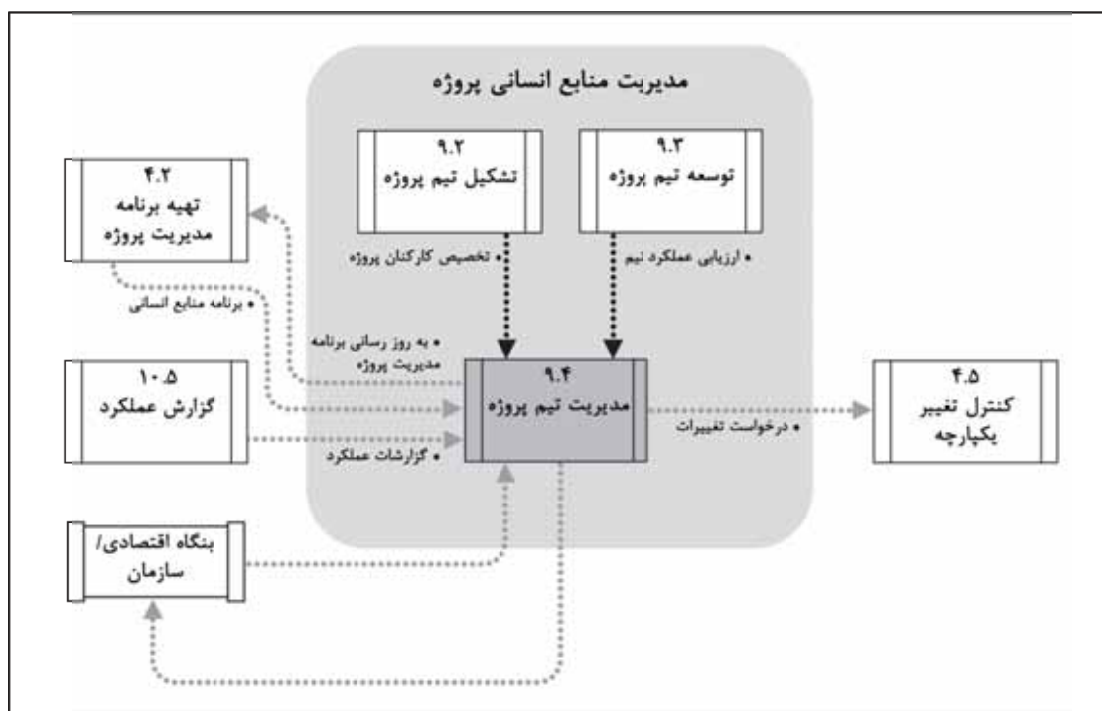 مدیریت منابع انسانی پروژه
۹.۳
توسعه تیم پروژه
۹.۲
تشکیل تیم پروژه
۴.۲
تهیه برنامه
مدیریت پروژه
• ارزیابی عملکرد تیم
• تخصیص کارکنان پروژه
• برنامه منابع انسانی
• به روز رسانی برنامه
مدیریت پروژه
۴.۵
کنترل تغییر
یکپارچه
۹.۴
مدیریت تیم پروژه
۱۰.۵
گزارش عملکرد
• درخواست تغییرات
• گزارشات عملکرد
بنگاه اقتصادی/
سازمان